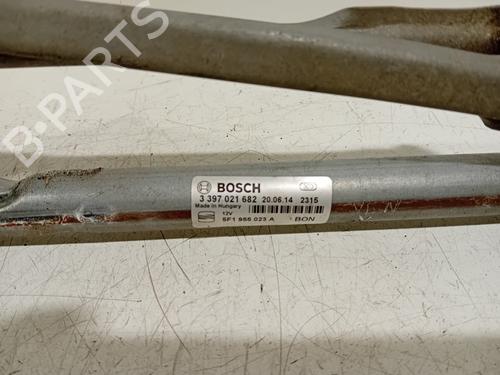 BOSCH
3 397 021 682 20.06.14 2315
Made in Hungary
12V
5F1 955 023 A BON
B-PARTS